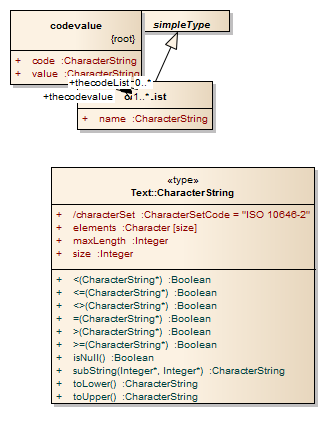 codevalue
{root}
+ code :CharacterString
+ value :CharacterString
simpleType
+thecodeList 0..*
+thecodevalue 1..*
List
+ name :CharacterString
«type»
Text::CharacterString
+ /characterSet :CharacterSetCode = "ISO 10646-2"
+ elements :Character [size]
+ maxLength :Integer
+ size :Integer
+ <(CharacterString*) :Boolean
+ <=(CharacterString*) :Boolean
+ <>(CharacterString*) :Boolean
+ =(CharacterString*) :Boolean
+ >(CharacterString*) :Boolean
+ >=(CharacterString*) :Boolean
+ isNull() :Boolean
+ subString(Integer*, Integer*) :CharacterString
+ toLower() :CharacterString
+ toUpper() :CharacterString